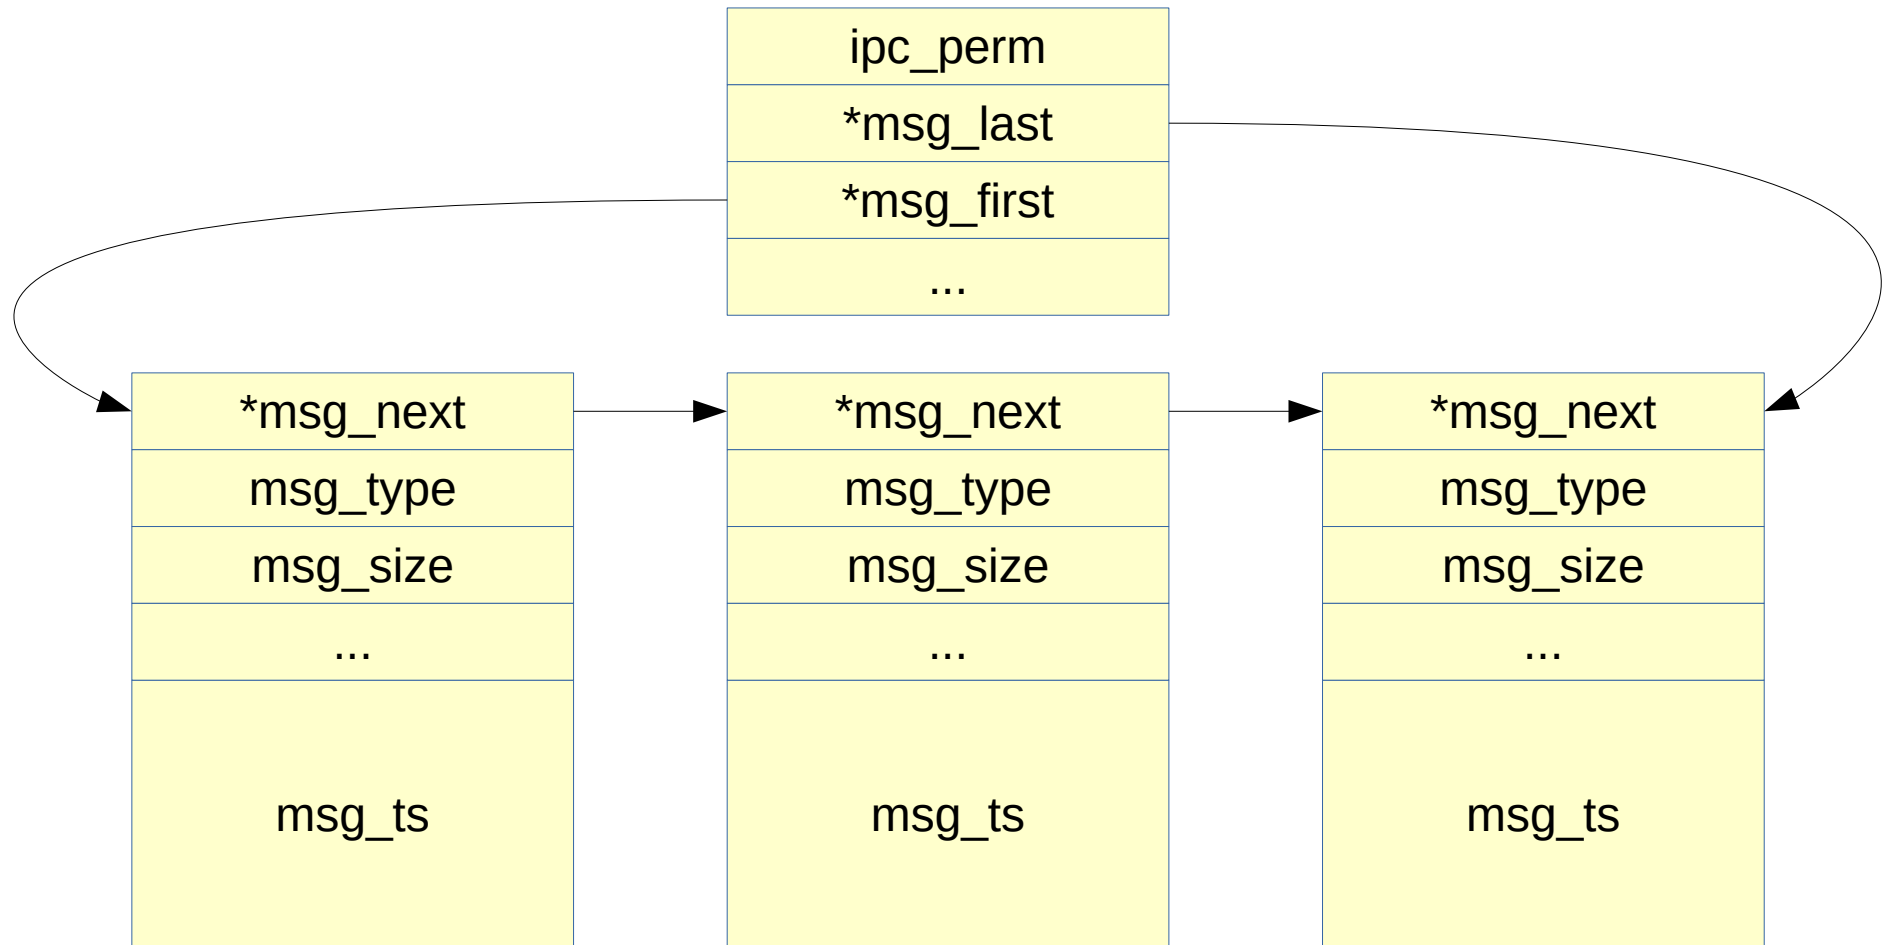 ipc_perm
*msg_last
*msg_first
...
*msg_next
msg_type
msg_size
...
msg_ts
*msg_next
msg_type
msg_size
...
msg_ts
*msg_next
msg_type
msg_size
...
msg_ts